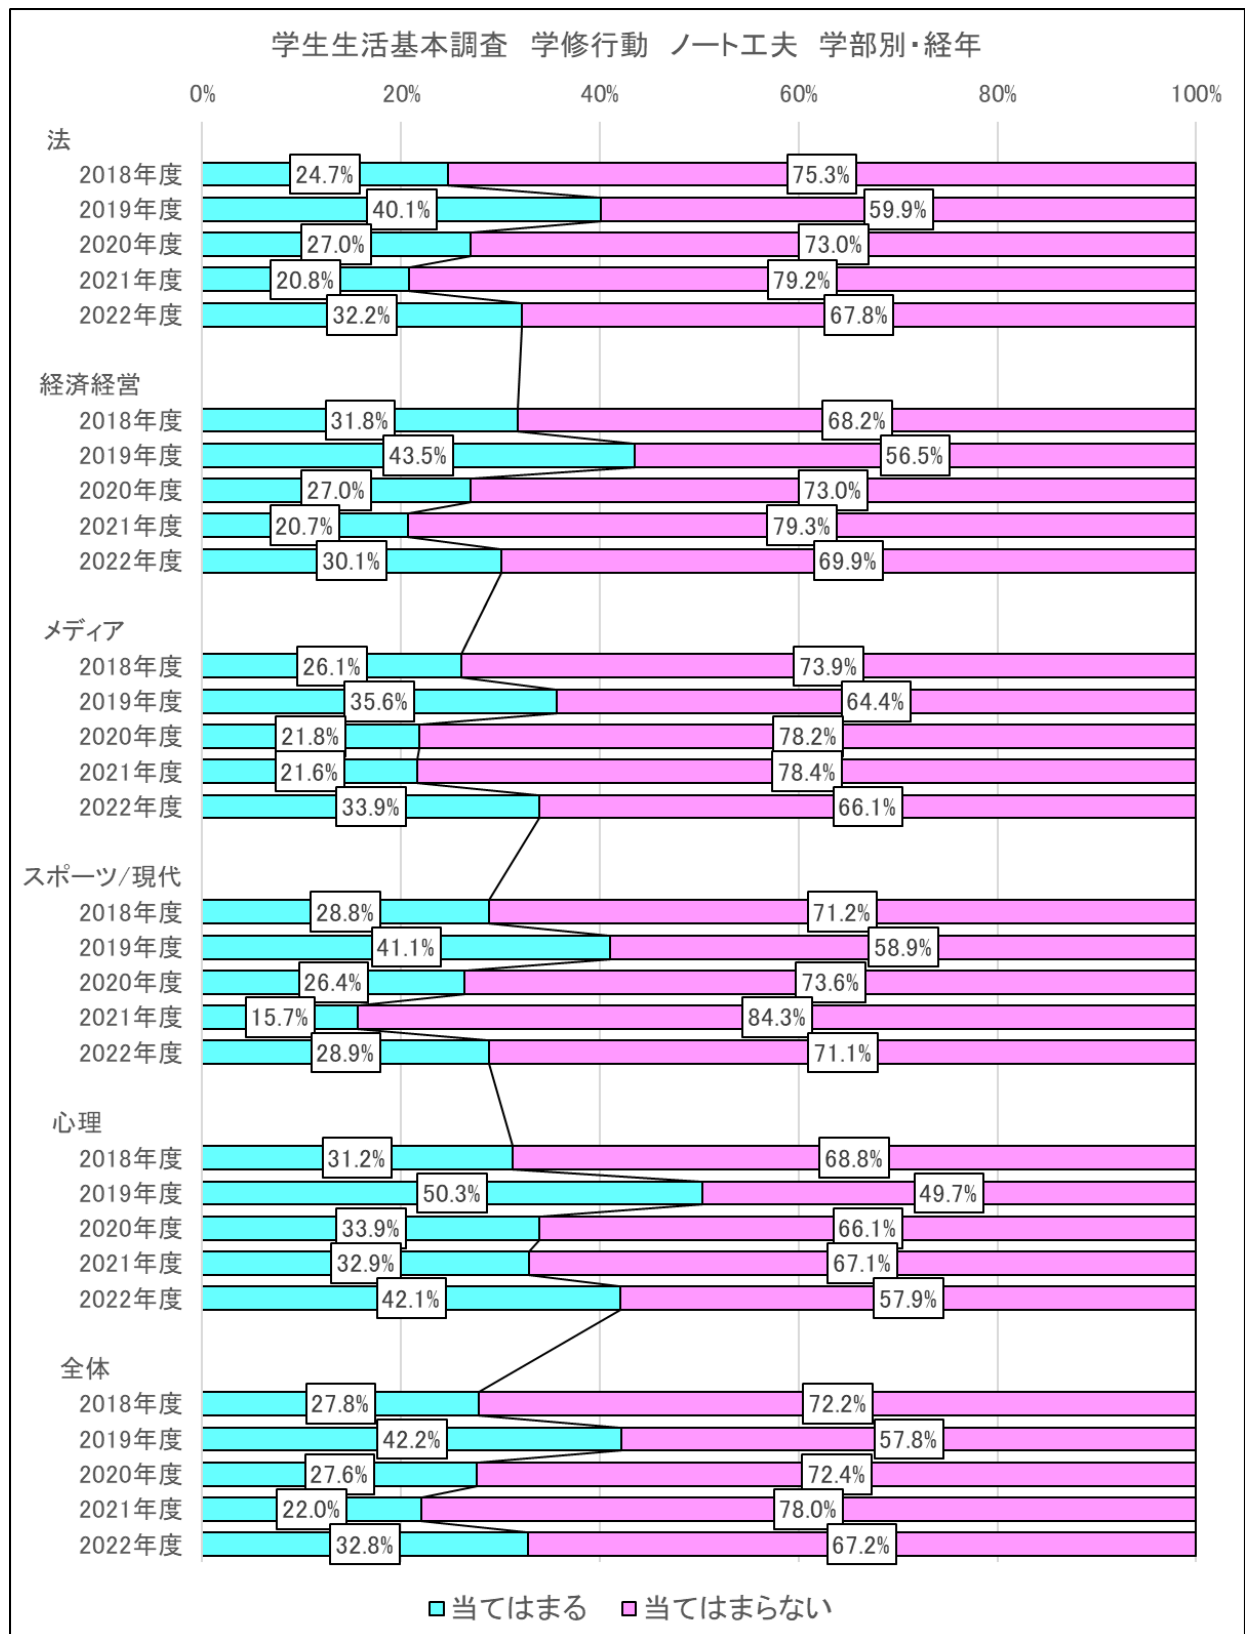 学生生活基本調査　学修行動　ノート工夫　学部別・経年
0% 20% 40% 60% 80% 100%
法
2018年度 24.7% 75.3%
2019年度 40.1% 59.9%
2020年度 27.0% 73.0%
2021年度 20.8% 79.2%
2022年度 32.2% 67.8%
経済経営
2018年度 31.8% 68.2%
2019年度 43.5% 56.5%
2020年度 27.0% 73.0%
2021年度 20.7% 79.3%
2022年度 30.1% 69.9%
メディア
2018年度 26.1% 73.9%
2019年度 35.6% 64.4%
2020年度 21.8% 78.2%
2021年度 21.6% 78.4%
2022年度 33.9% 66.1%
スポーツ/現代
2018年度 28.8% 71.2%
2019年度 41.1% 58.9%
2020年度 26.4% 73.6%
2021年度 15.7% 84.3%
2022年度 28.9% 71.1%
心理
2018年度 31.2% 68.8%
2019年度 50.3% 49.7%
2020年度 33.9% 66.1%
2021年度 32.9% 67.1%
2022年度 42.1% 57.9%
全体
2018年度 27.8% 72.2%
2019年度 42.2% 57.8%
2020年度 27.6% 72.4%
2021年度 22.0% 78.0%
2022年度 32.8% 67.2%
当てはまる 当てはまらない